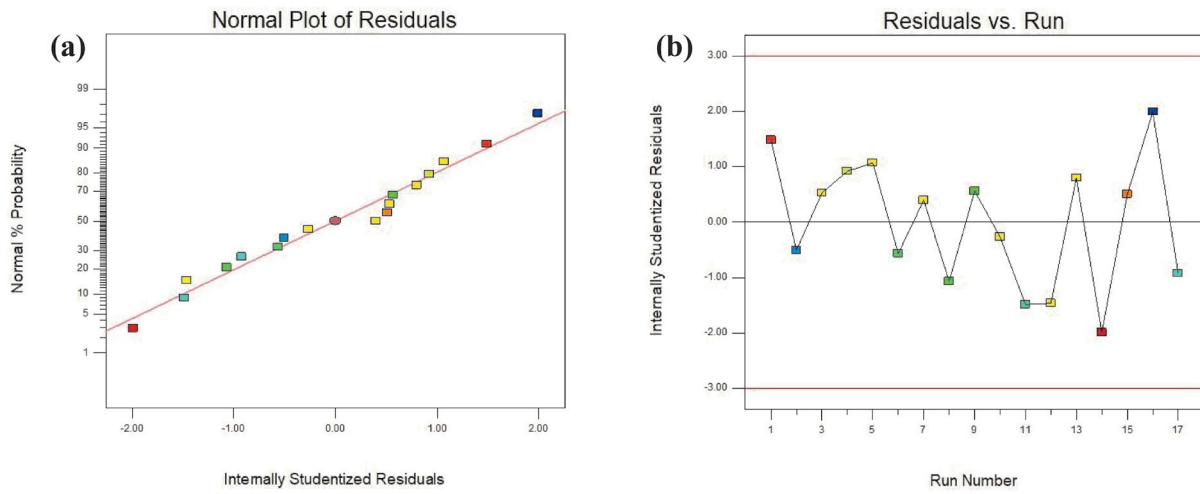 (a)
Normal Plot of Residuals
Normal % Probability
99
95
90
80
70
50
30
20
10
5
1
-2.00 -1.00 0.00 1.00 2.00
Internally Studentized Residuals
(b)
Residuals vs. Run
Internally Studentized Residuals
3.00
2.00
1.00
0.00
-1.00
-2.00
-3.00
1 3 5 7 9 11 13 15 17
Run Number